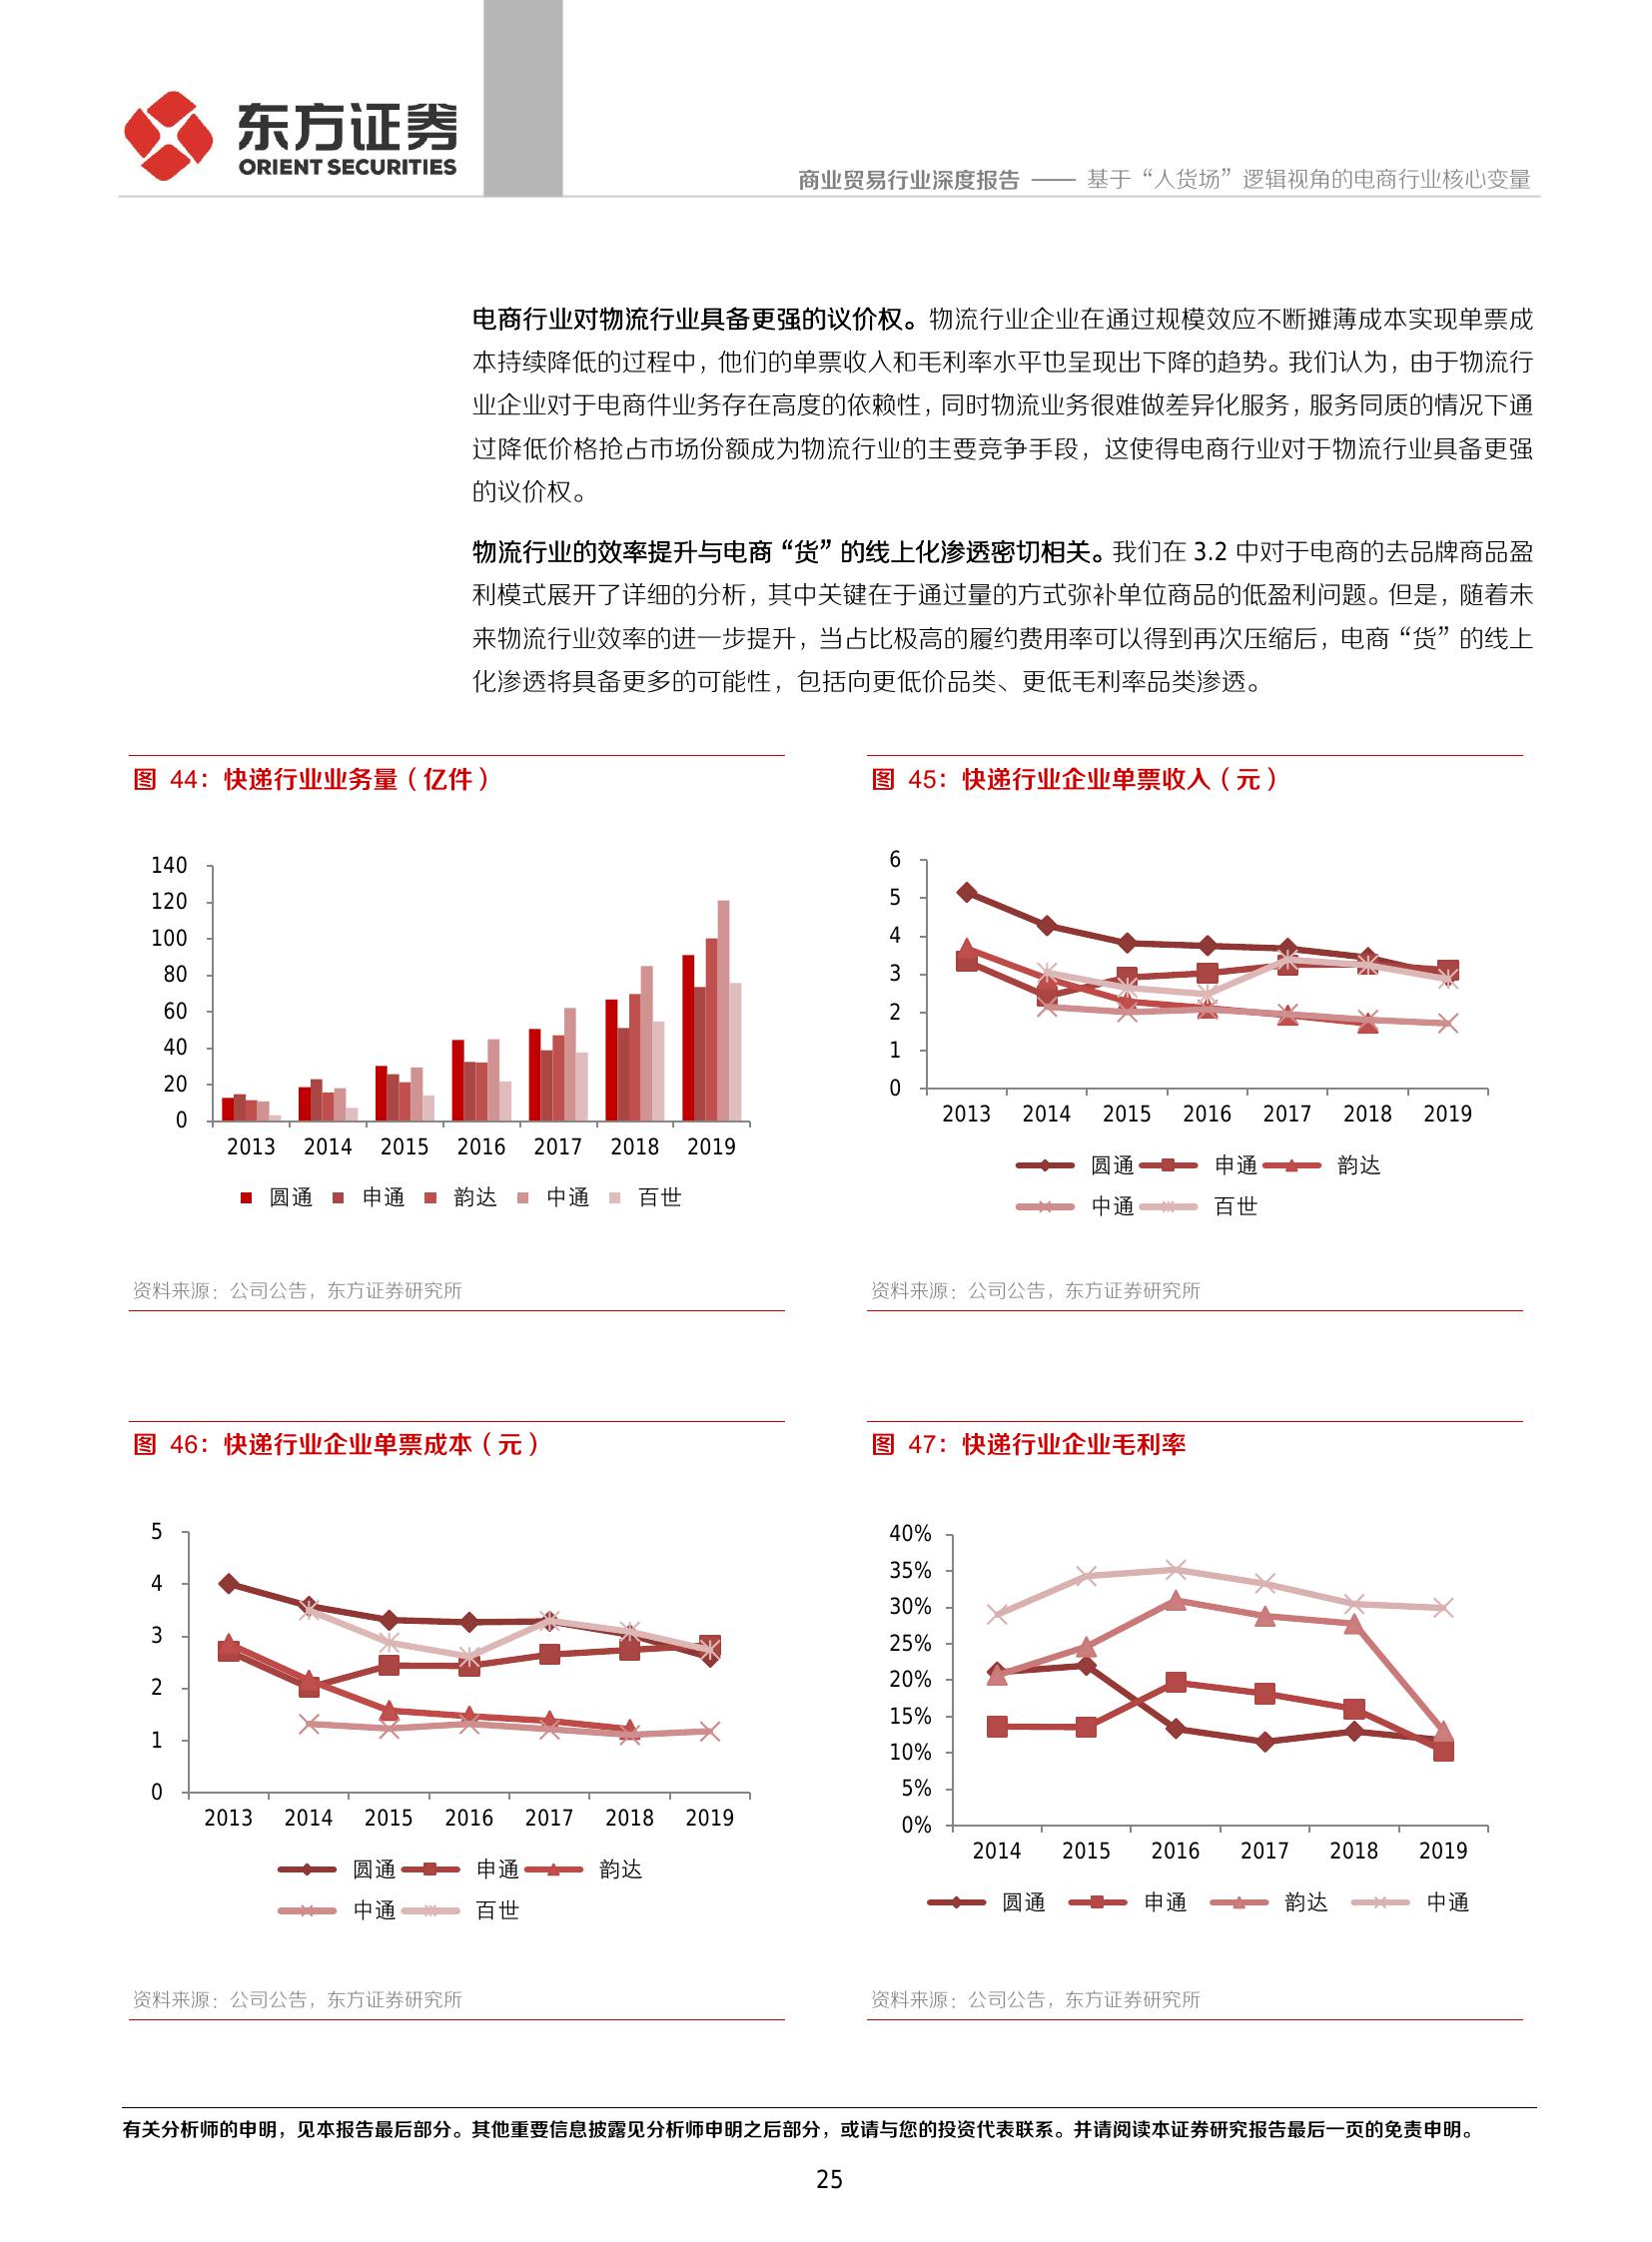 东方证券
ORIENT SECURITIES
商业贸易行业深度报告 —— 基于“人货场”逻辑视角的电商行业核心变量
电商行业对物流行业具备更强的议价权。物流行业企业在通过规模效应不断摊薄成本实现单票成
本持续降低的过程中，他们的单票收入和毛利率水平也呈现出下降的趋势。我们认为，由于物流行
业企业对于电商件业务存在高度的依赖性，同时物流业务很难做差异化服务，服务同质的情况下通
过降低价格抢占市场份额成为物流行业的主要竞争手段，这使得电商行业对于物流行业具备更强
的议价权。
物流行业的效率提升与电商“货”的线上化渗透密切相关。我们在 3.2 中对于电商的去品牌商品盈
利模式展开了详细的分析，其中关键在于通过量的方式弥补单位商品的低盈利问题。但是，随着未
来物流行业效率的进一步提升，当占比极高的履约费用率可以得到再次压缩后，电商“货”的线上
化渗透将具备更多的可能性，包括向更低价品类、更低毛利率品类渗透。
图 44：快递行业业务量（亿件）
140
120
100
80
60
40
20
0
2013 2014 2015 2016 2017 2018 2019
圆通 申通 韵达 中通 百世
资料来源：公司公告，东方证券研究所
图 45：快递行业企业单票收入（元）
6
5
4
3
2
1
0
2013 2014 2015 2016 2017 2018 2019
圆通 申通 韵达
中通 百世
资料来源：公司公告，东方证券研究所
图 46：快递行业企业单票成本（元）
5
4
3
2
1
0
2013 2014 2015 2016 2017 2018 2019
圆通 申通 韵达
中通 百世
资料来源：公司公告，东方证券研究所
图 47：快递行业企业毛利率
40%
35%
30%
25%
20%
15%
10%
5%
0%
2014 2015 2016 2017 2018 2019
圆通 申通 韵达 中通
资料来源：公司公告，东方证券研究所
有关分析师的申明，见本报告最后部分。其他重要信息披露见分析师申明之后部分，或请与您的投资代表联系。并请阅读本证券研究报告最后一页的免责申明。
25